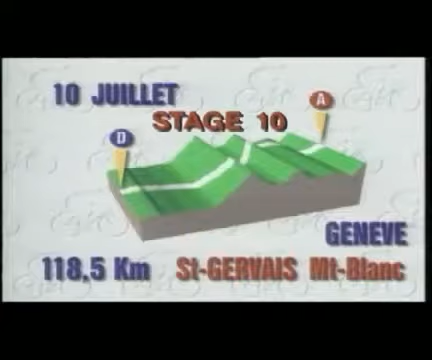 10 JUILLET
STAGE 10
A
D
GENEVE
118,5 Km St-GERVAIS Mt-Blanc